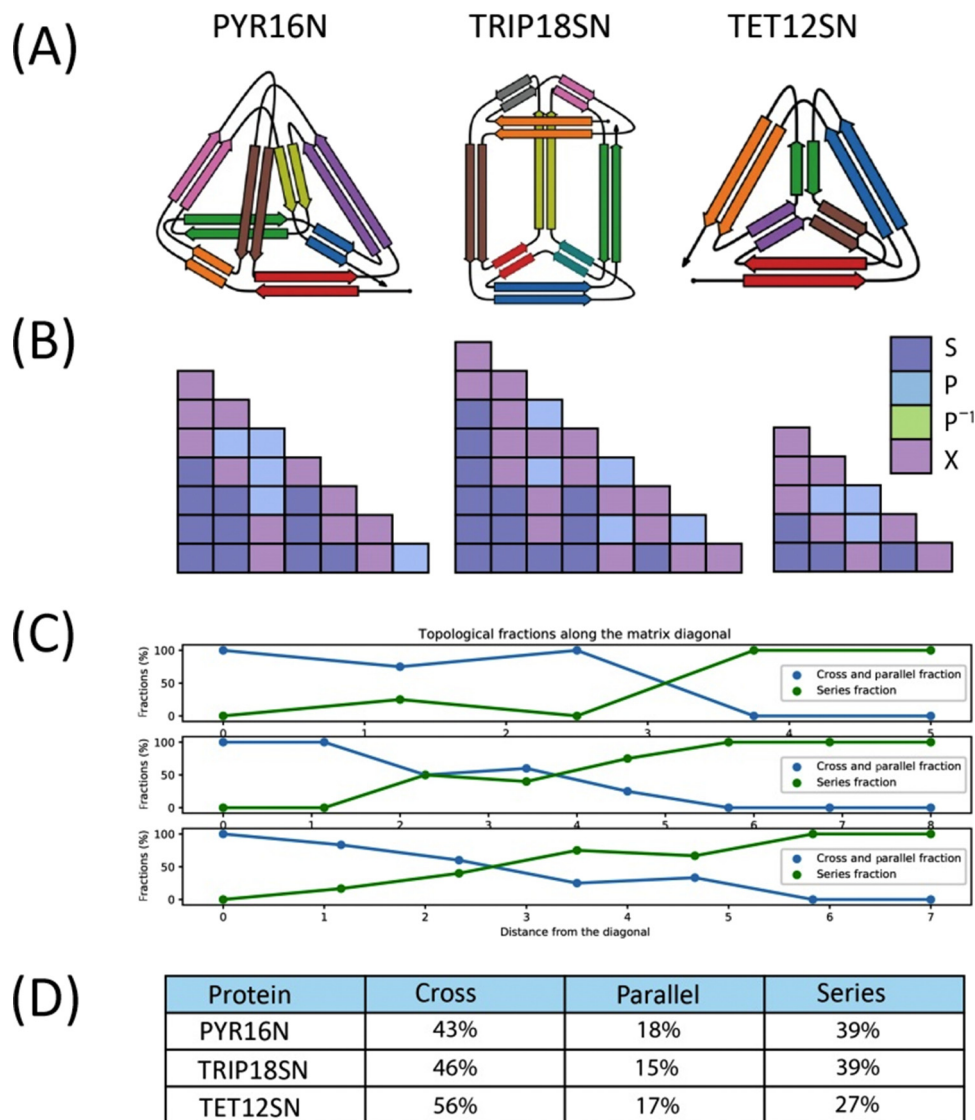 (A)
PYR16N TRIP18SN TET12SN
(B)
S
P
P⁻¹
X
(C)
Topological fractions along the matrix diagonal
Fractions (%)
100
50
0
Cross and parallel fraction
Series fraction
0 1 2 3 4 5
Fractions (%)
100
50
0
Cross and parallel fraction
Series fraction
0 1 2 3 4 5 6 7 8
Fractions (%)
100
50
0
Cross and parallel fraction
Series fraction
0 1 2 3 4 5 6 7
Distance from the diagonal
(D)
Protein Cross Parallel Series
PYR16N 43% 18% 39%
TRIP18SN 46% 15% 39%
TET12SN 56% 17% 27%